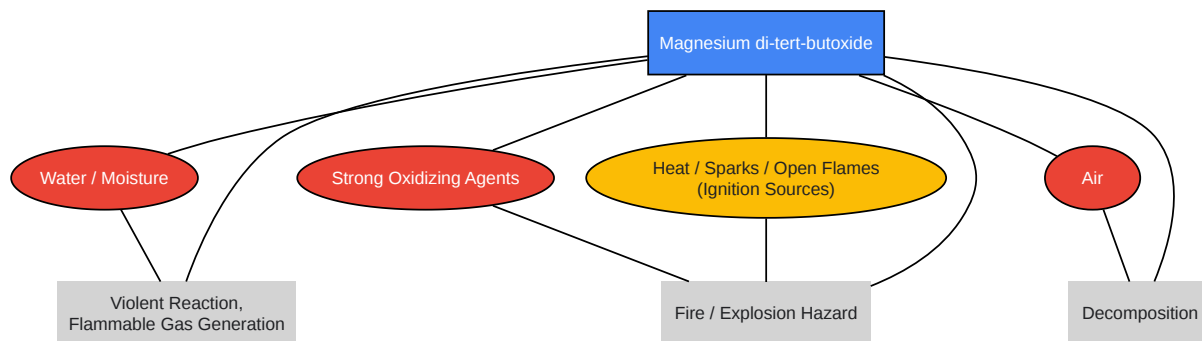 Magnesium di-tert-butoxide
Water / Moisture
Strong Oxidizing Agents
Heat / Sparks / Open Flames
(Ignition Sources)
Air
Violent Reaction,
Flammable Gas Generation
Fire / Explosion Hazard
Decomposition